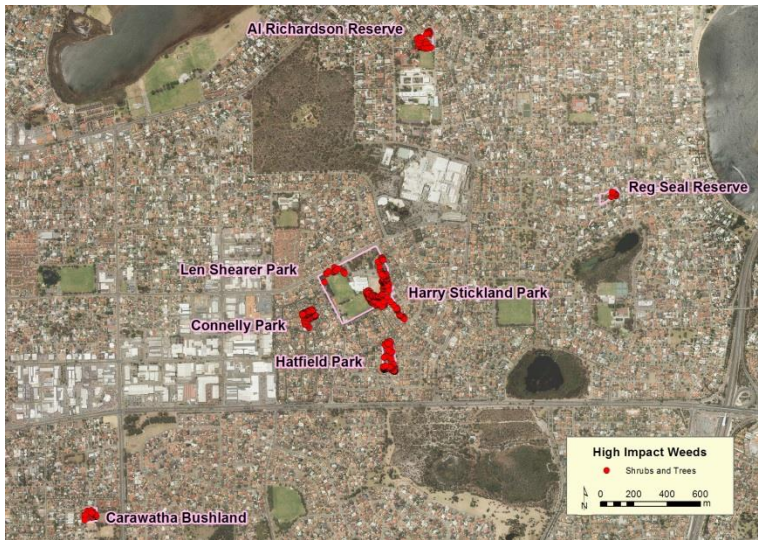 Al Richardson Reserve
Reg Seal Reserve
Len Shearer Park
Harry Stickland Park
Connelly Park
Hatfield Park
Carawatha Bushland
High Impact Weeds
Shrubs and Trees
N
0 200 400 600
m